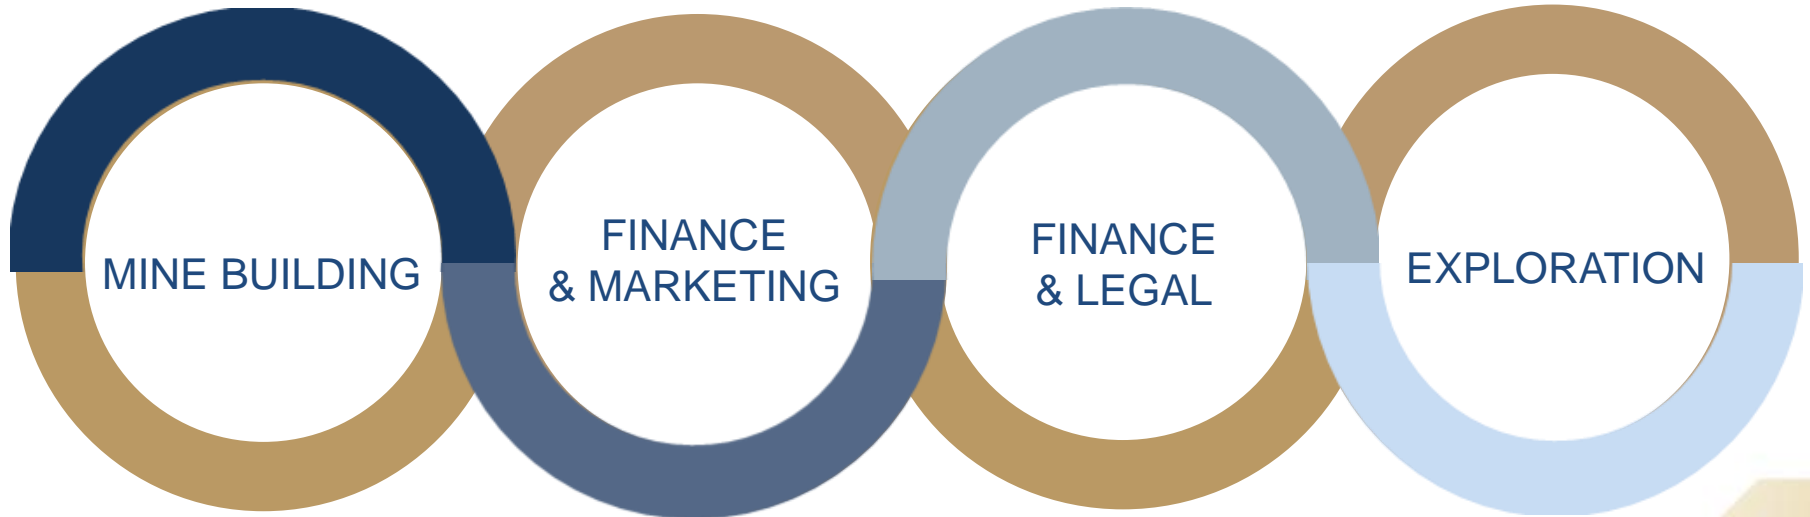 MINE BUILDING
FINANCE
& MARKETING
FINANCE
& LEGAL
EXPLORATION